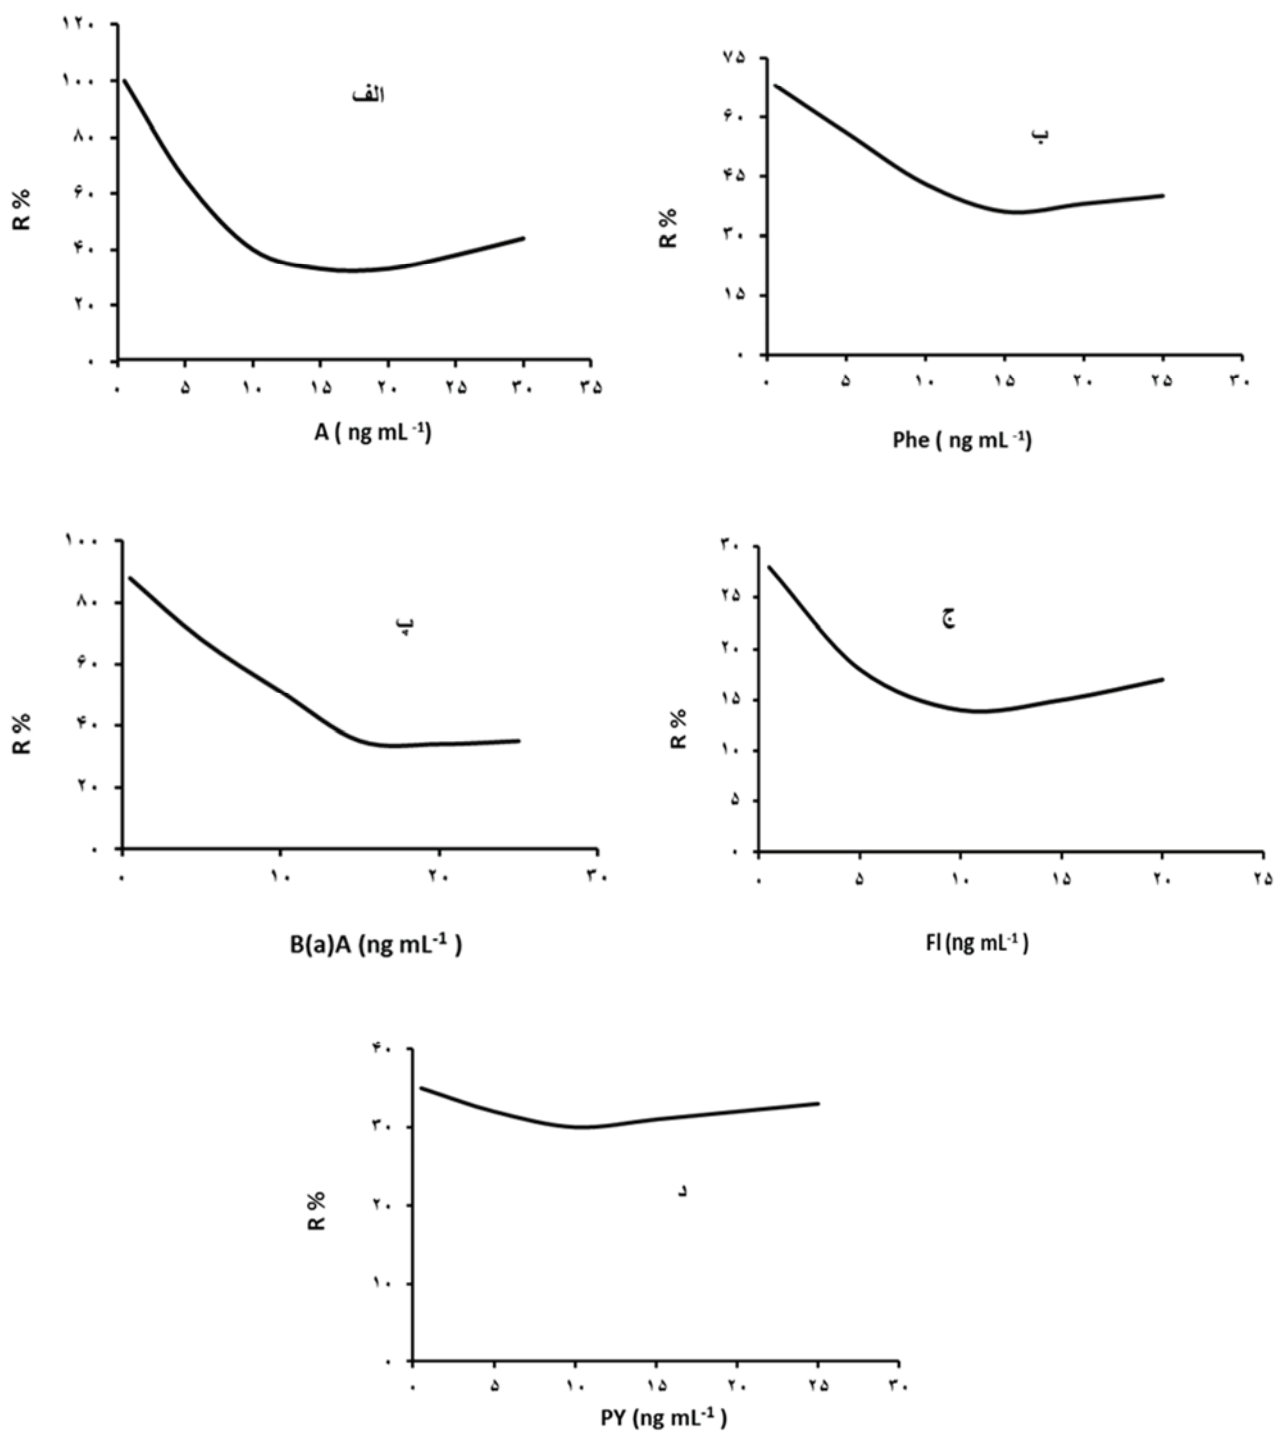 ۱۲۰
۱۰۰
۸۰
۶۰
۴۰
۲۰
۰
R %
الف
۰ ۵ ۱۰ ۱۵ ۲۰ ۲۵ ۳۰ ۳۵
A ( ng mL⁻¹)
۷۵
۶۰
۴۵
۳۰
۱۵
۰
R %
ب
۰ ۵ ۱۰ ۱۵ ۲۰ ۲۵ ۳۰
Phe ( ng mL⁻¹)
۱۰۰
۸۰
۶۰
۴۰
۲۰
۰
R %
ه
۰ ۱۰ ۲۰ ۳۰
B(a)A (ng mL⁻¹ )
۳۰
۲۵
۲۰
۱۵
۱۰
۵
۰
R %
ج
۰ ۵ ۱۰ ۱۵ ۲۰ ۲۵
Fl (ng mL⁻¹ )
۴۰
۳۰
۲۰
۱۰
۰
R %
د
۰ ۵ ۱۰ ۱۵ ۲۰ ۲۵ ۳۰
PY (ng mL⁻¹ )